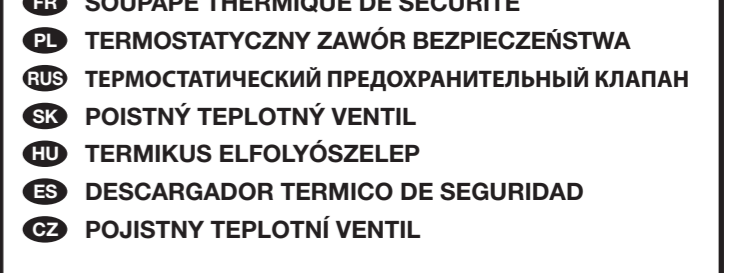 FR SOUPAPE THERMIQUE DE SECURITE
PL TERMOSTATYCZNY ZAWÓR BEZPIECZEŃSTWA
RUS ТЕРМОСТАТИЧЕСКИЙ ПРЕДОХРАНИТЕЛЬНЫЙ КЛАПАН
SK POISTNÝ TEPLOTNÝ VENTIL
HU TERMIKUS ELFOLYÓSZELEP
ES DESCARGADOR TERMICO DE SEGURIDAD
CZ POJISTNY TEPLOTNÍ VENTIL